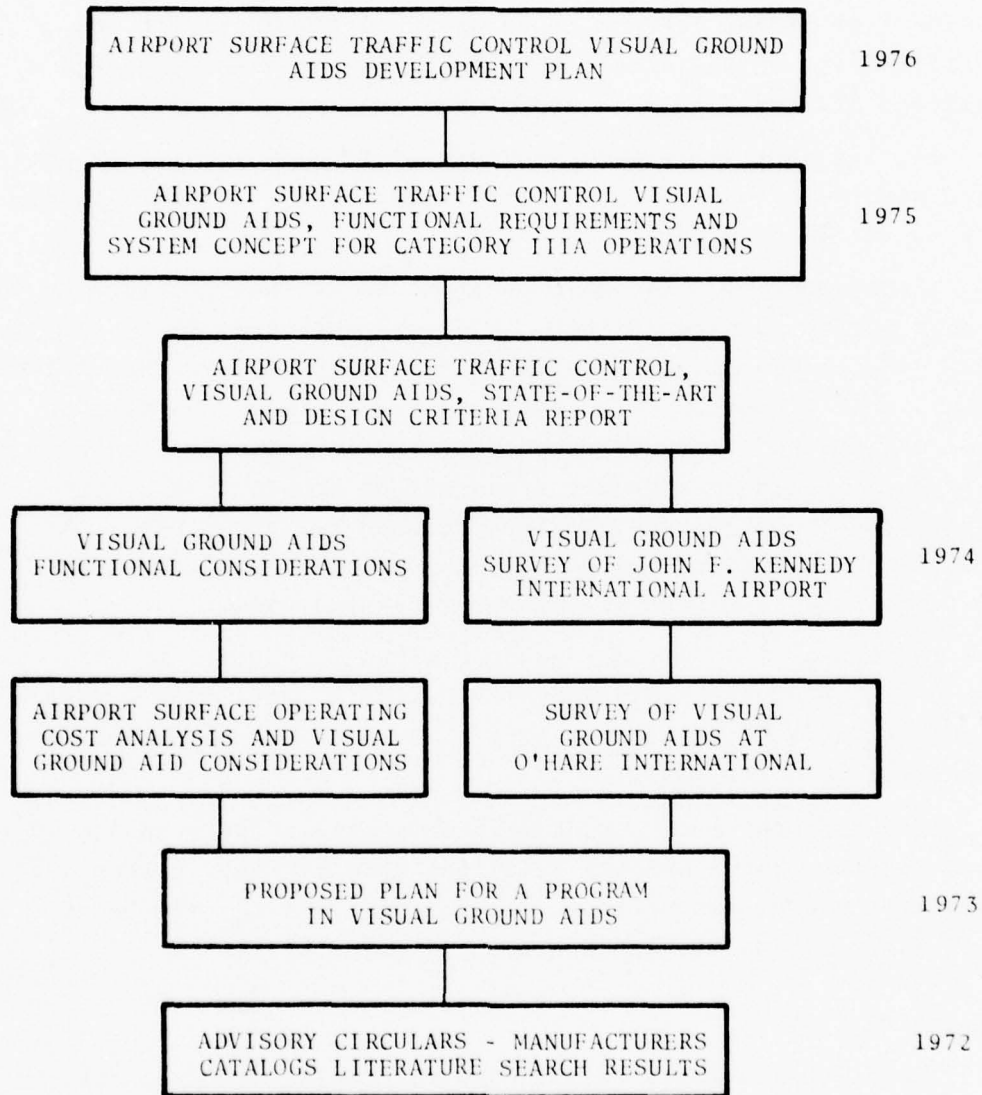 AIRPORT SURFACE TRAFFIC CONTROL VISUAL GROUND
AIDS DEVELOPMENT PLAN
1976
AIRPORT SURFACE TRAFFIC CONTROL VISUAL
GROUND AIDS, FUNCTIONAL REQUIREMENTS AND
SYSTEM CONCEPT FOR CATEGORY IIIA OPERATIONS
1975
AIRPORT SURFACE TRAFFIC CONTROL,
VISUAL GROUND AIDS, STATE-OF-THE-ART
AND DESIGN CRITERIA REPORT
VISUAL GROUND AIDS
FUNCTIONAL CONSIDERATIONS
VISUAL GROUND AIDS
SURVEY OF JOHN F. KENNEDY
INTERNATIONAL AIRPORT
1974
AIRPORT SURFACE OPERATING
COST ANALYSIS AND VISUAL
GROUND AID CONSIDERATIONS
SURVEY OF VISUAL
GROUND AIDS AT
O'HARE INTERNATIONAL
PROPOSED PLAN FOR A PROGRAM
IN VISUAL GROUND AIDS
1973
ADVISORY CIRCULARS - MANUFACTURERS
CATALOGS LITERATURE SEARCH RESULTS
1972